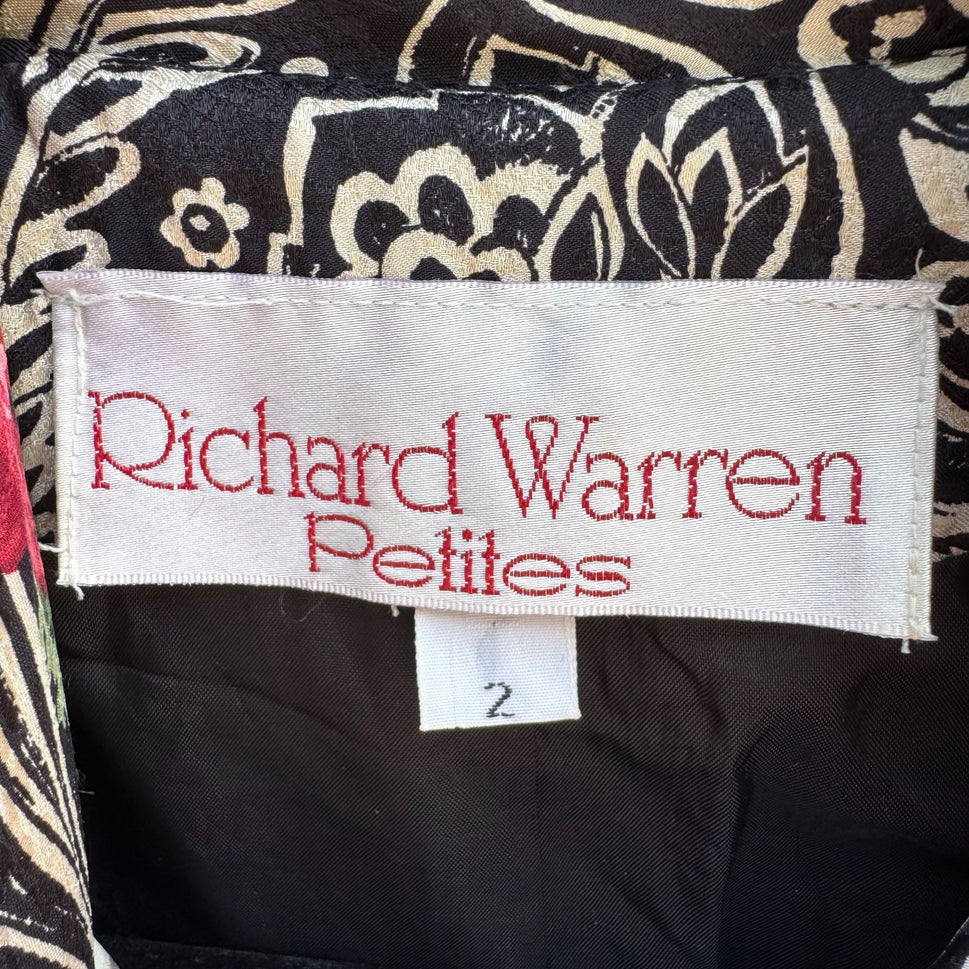 Richard Warren
Petites
2